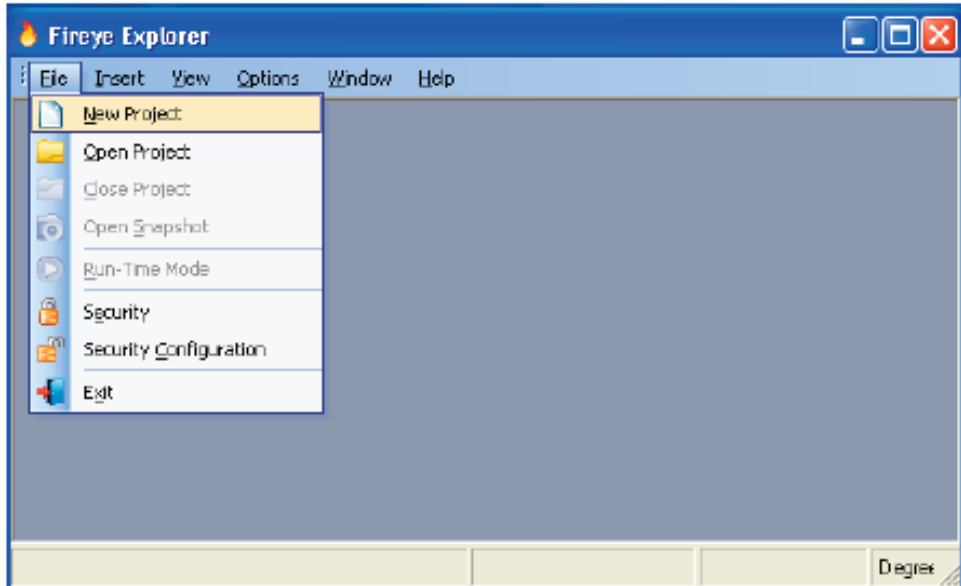 Fireye Explorer
File Insert View Options Window Help
New Project
Open Project
Close Project
Open Snapshot
Run-Time Mode
Security
Security Configuration
Exit
Degree